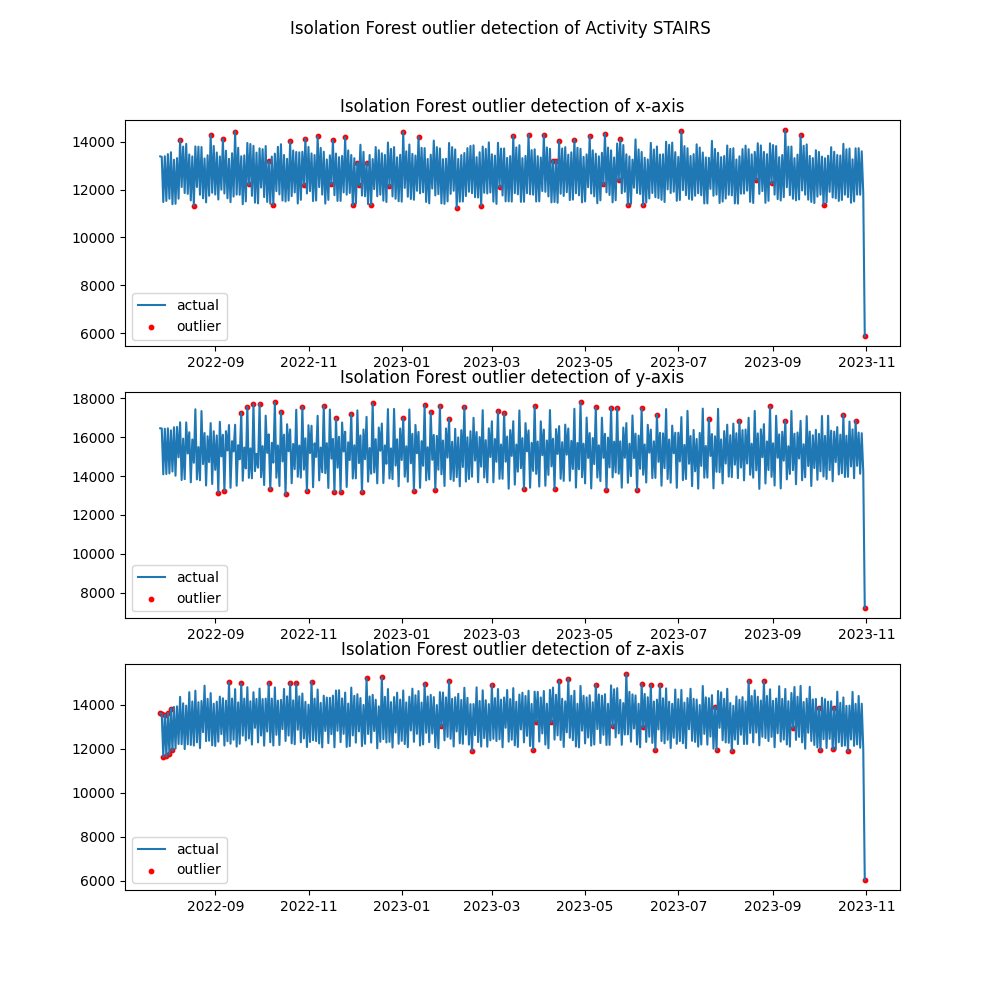 Isolation Forest outlier detection of Activity STAIRS
Isolation Forest outlier detection of x-axis
14000
12000
10000
8000
6000
actual
outlier
2022-09 2022-11 2023-01 2023-03 2023-05 2023-07 2023-09 2023-11
Isolation Forest outlier detection of y-axis
18000
16000
14000
12000
10000
8000
actual
outlier
2022-09 2022-11 2023-01 2023-03 2023-05 2023-07 2023-09 2023-11
Isolation Forest outlier detection of z-axis
14000
12000
10000
8000
6000
actual
outlier
2022-09 2022-11 2023-01 2023-03 2023-05 2023-07 2023-09 2023-11